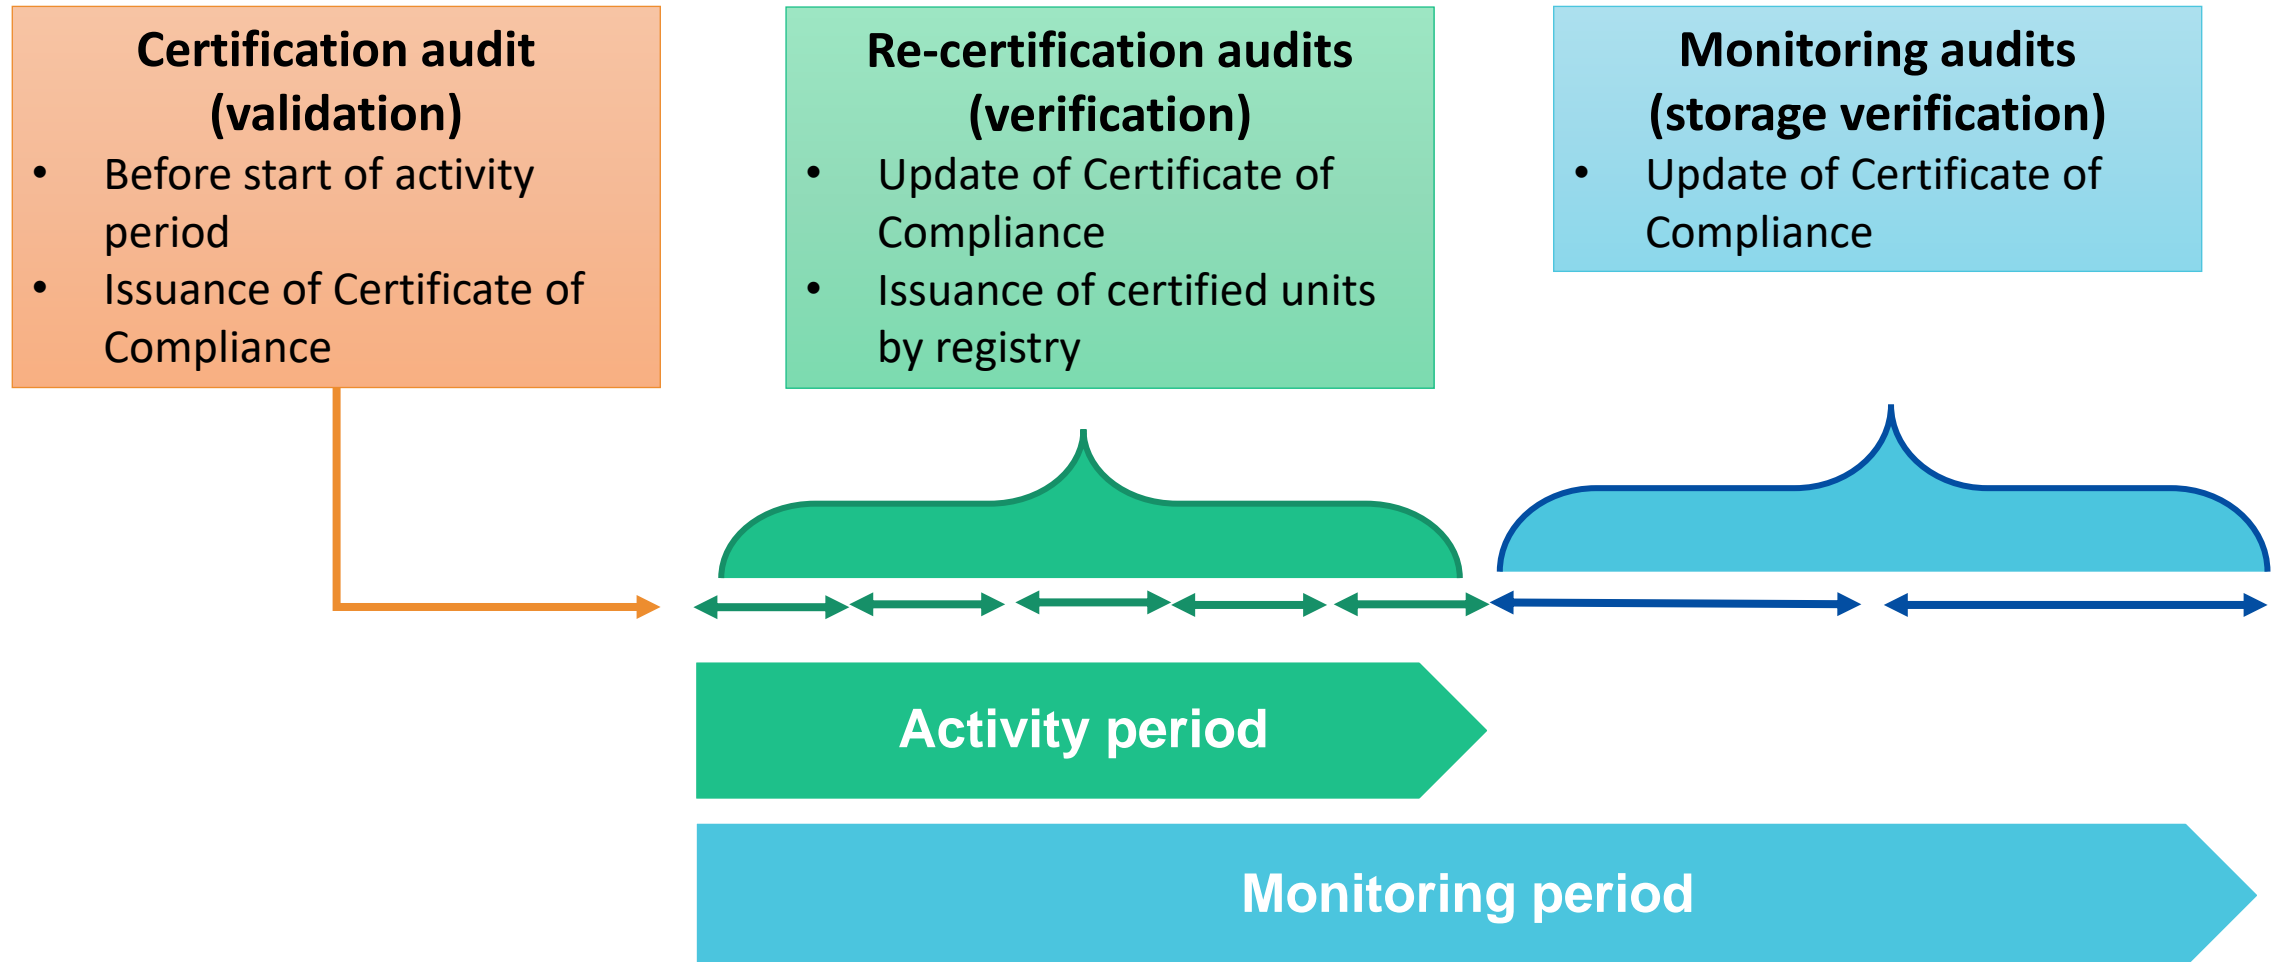 Certification audit
(validation)
• Before start of activity
period
• Issuance of Certificate of
Compliance
Re-certification audits
(verification)
• Update of Certificate of
Compliance
• Issuance of certified units
by registry
Monitoring audits
(storage verification)
• Update of Certificate of
Compliance
Activity period
Monitoring period